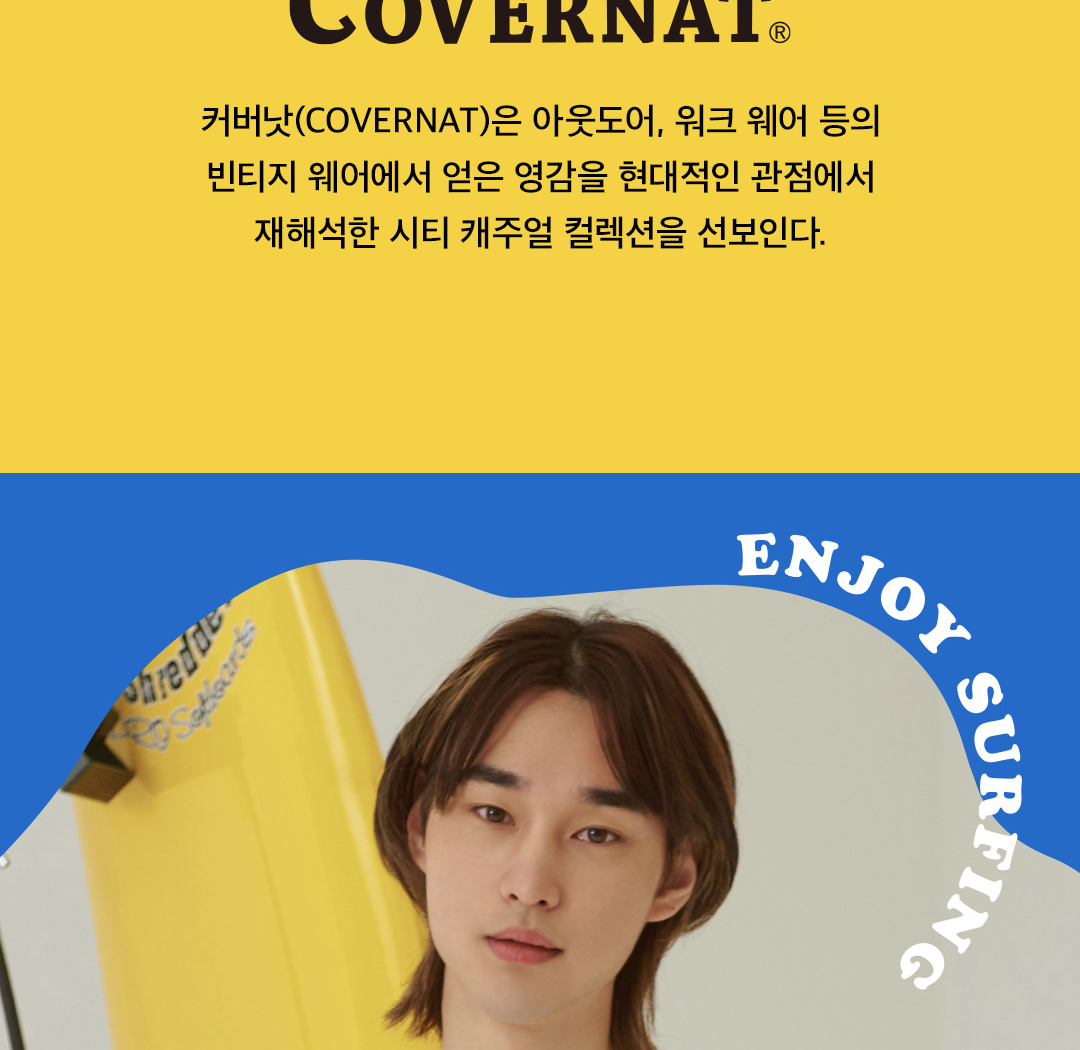 COVERNAT®
커버낫(COVERNAT)은 아웃도어, 워크 웨어 등의
빈티지 웨어에서 얻은 영감을 현대적인 관점에서
재해석한 시티 캐주얼 컬렉션을 선보인다.
ENJOY SURFING